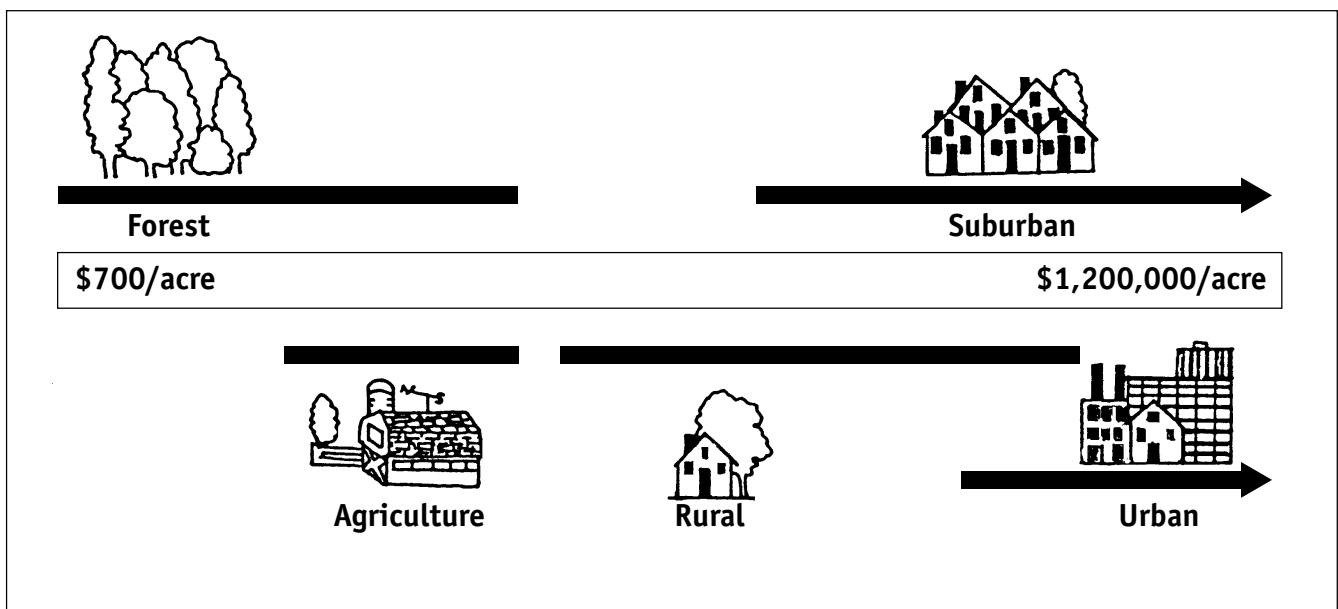 Forest
Suburban
$700/acre
$1,200,000/acre
Agriculture
Rural
Urban